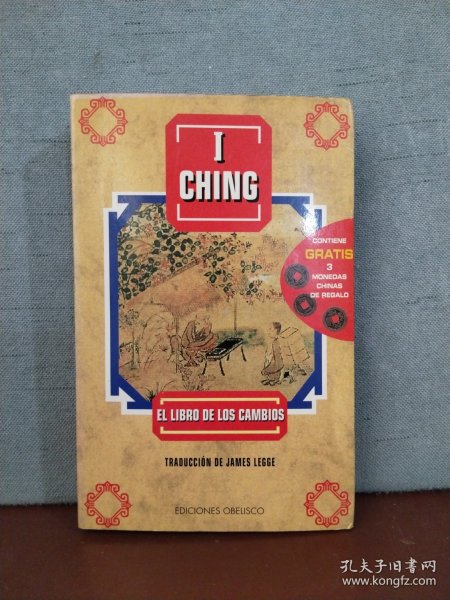 I
CHING
CONTIENE
GRATIS
3
MONEDAS
CHINAS
DE REGALO
EL LIBRO DE LOS CAMBIOS
TRADUCCIÓN DE JAMES LEGGE
EDICIONES OBELISCO
孔夫子旧书网
www.kongfz.com